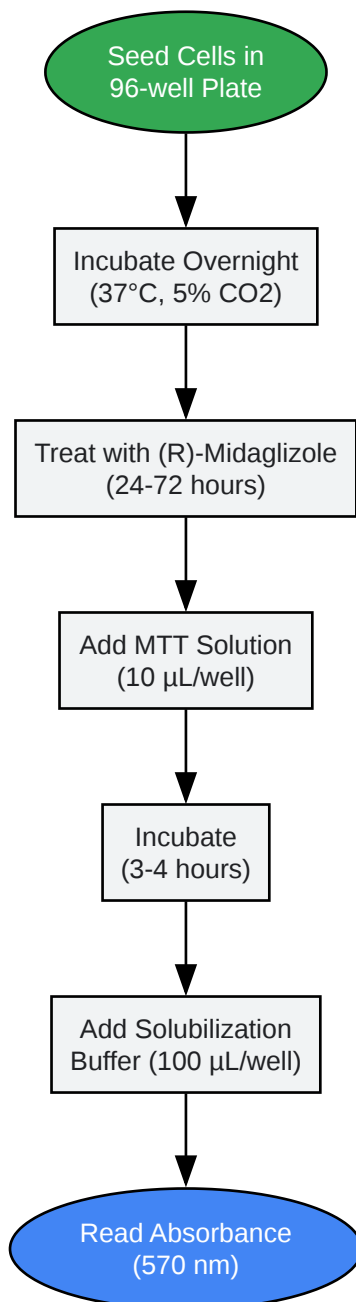 Seed Cells in
96-well Plate
Incubate Overnight
(37°C, 5% CO2)
Treat with (R)-Midaglizole
(24-72 hours)
Add MTT Solution
(10 µL/well)
Incubate
(3-4 hours)
Add Solubilization
Buffer (100 µL/well)
Read Absorbance
(570 nm)